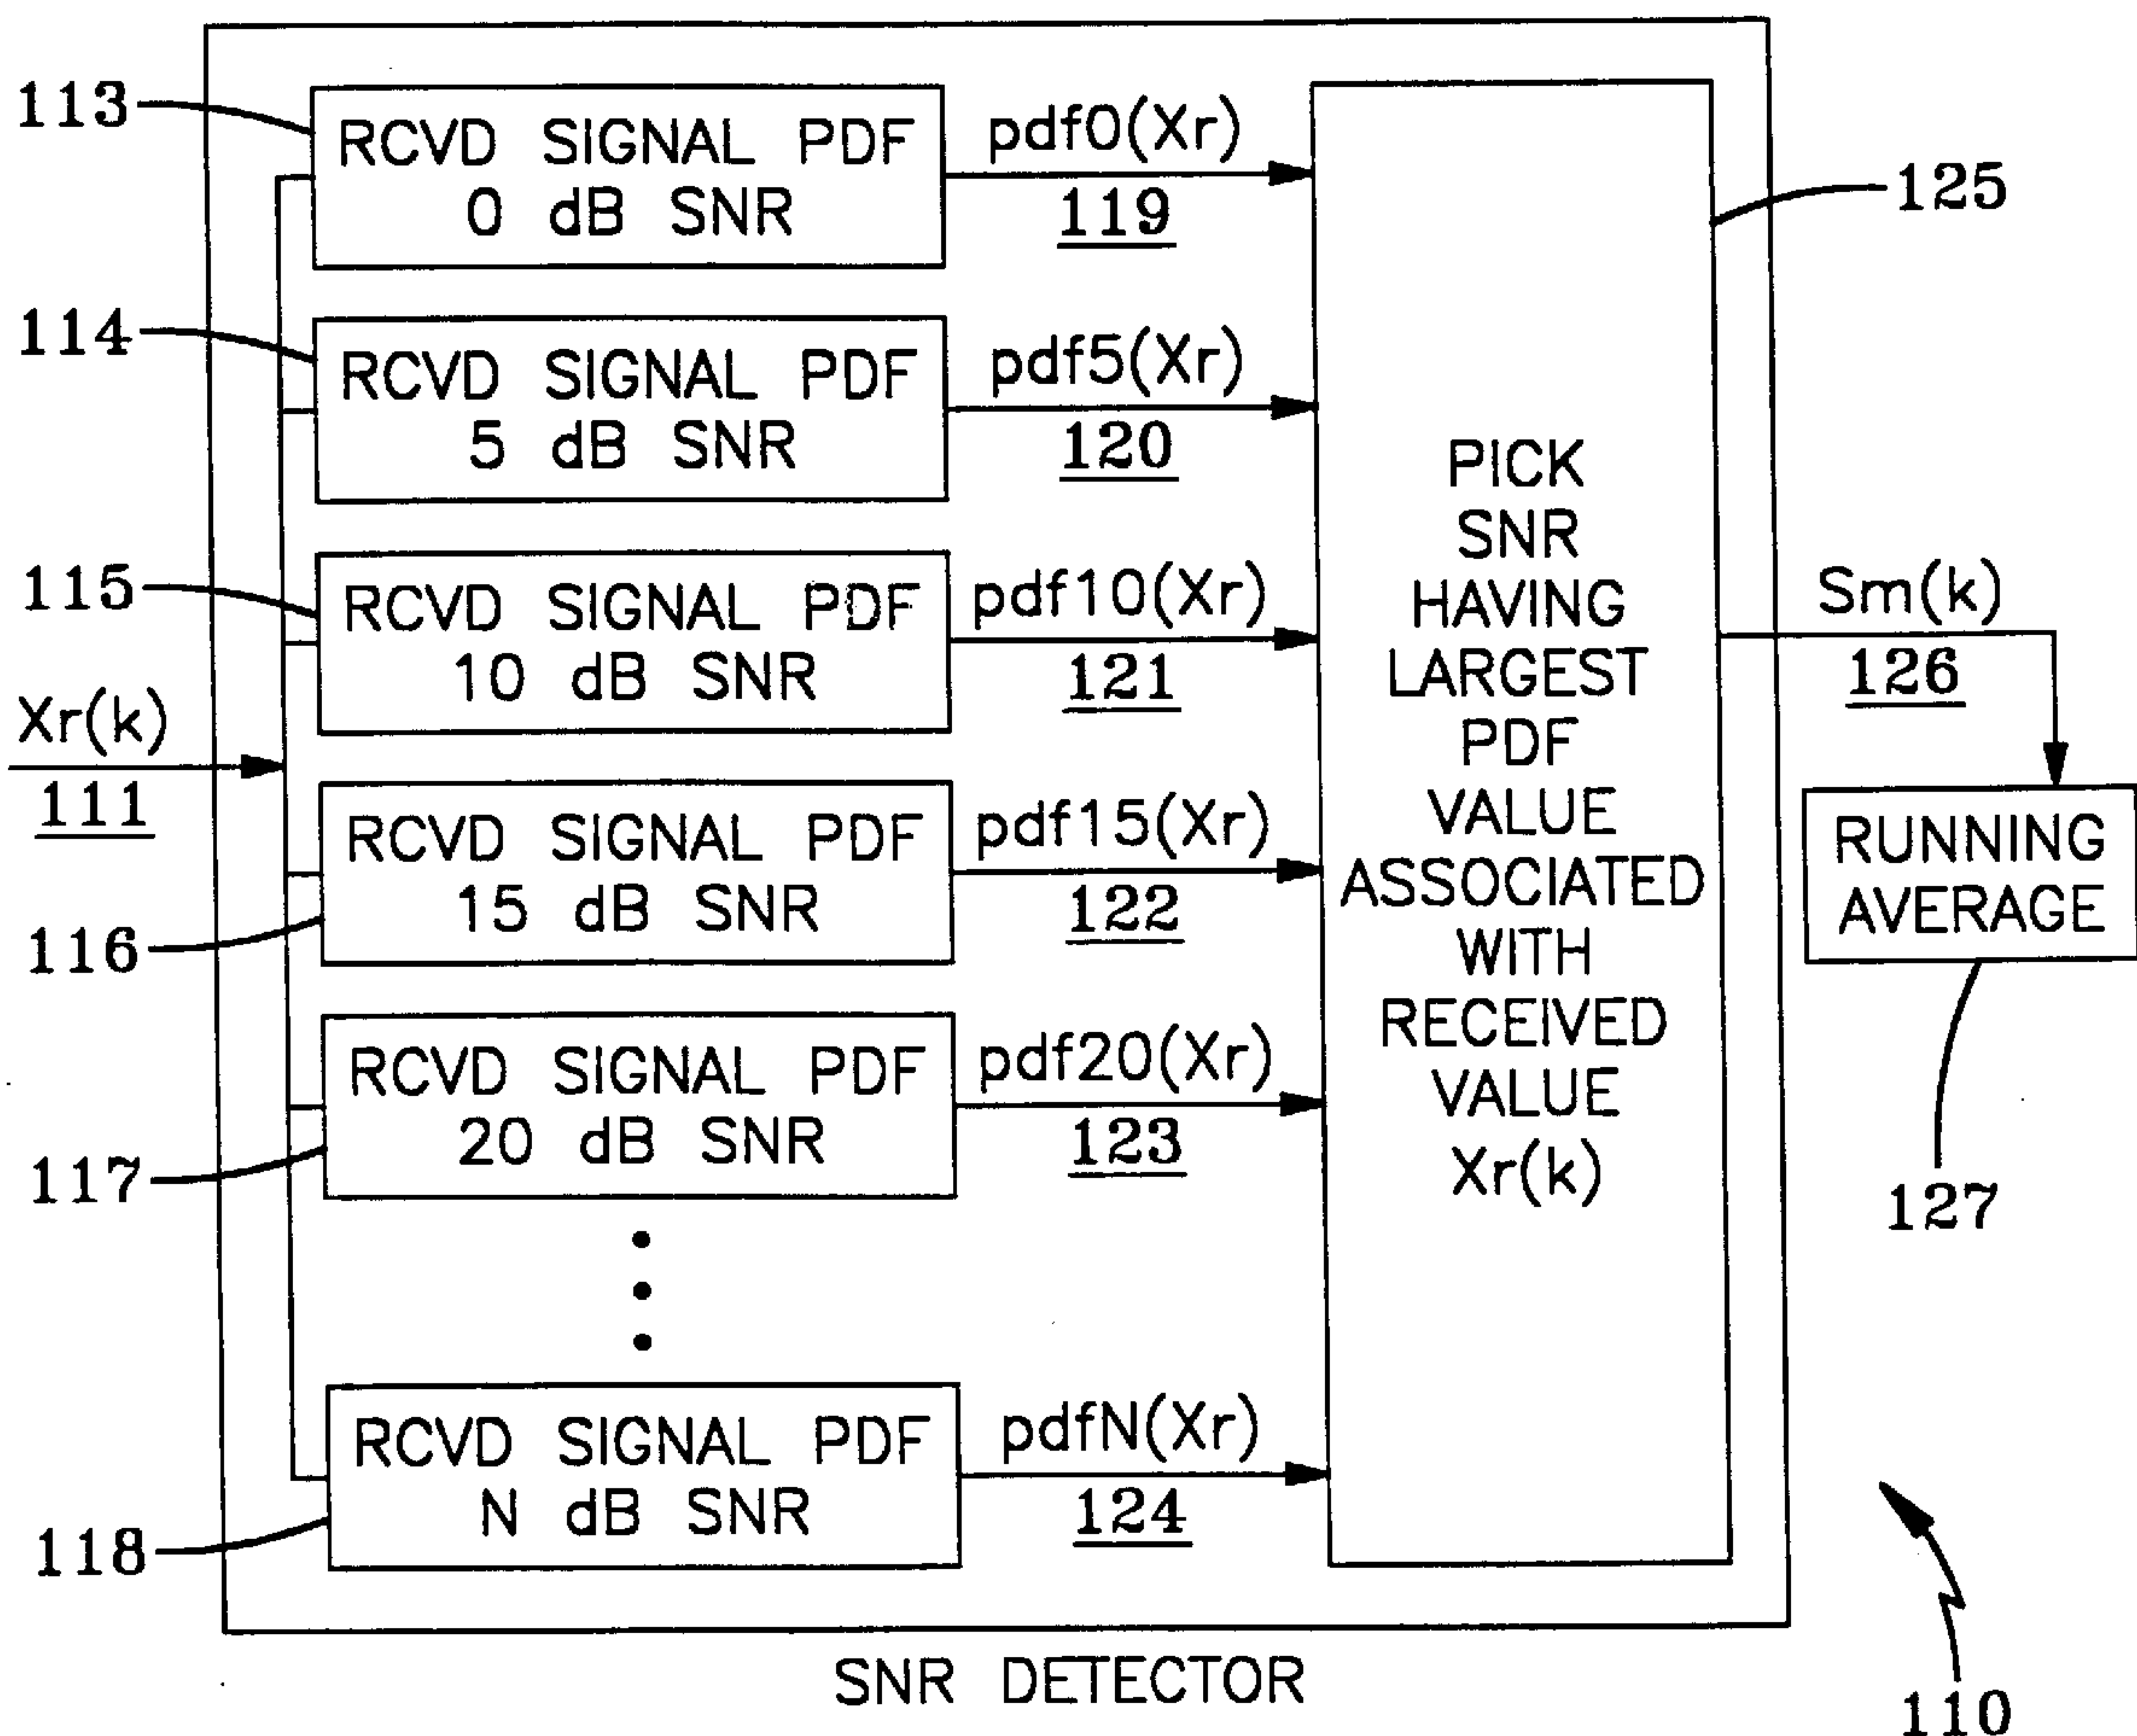 113
RCVD SIGNAL PDF
0 dB SNR
pdf0(Xr)
119
125
114
RCVD SIGNAL PDF
5 dB SNR
pdf5(Xr)
120
115
RCVD SIGNAL PDF
10 dB SNR
pdf10(Xr)
121
Xr(k)
111
116
RCVD SIGNAL PDF
15 dB SNR
pdf15(Xr)
122
117
RCVD SIGNAL PDF
20 dB SNR
pdf20(Xr)
123
118
RCVD SIGNAL PDF
N dB SNR
pdfN(Xr)
124
PICK
SNR
HAVING
LARGEST
PDF
VALUE
ASSOCIATED
WITH
RECEIVED
VALUE
Xr(k)
Sm(k)
126
RUNNING
AVERAGE
127
SNR DETECTOR
110